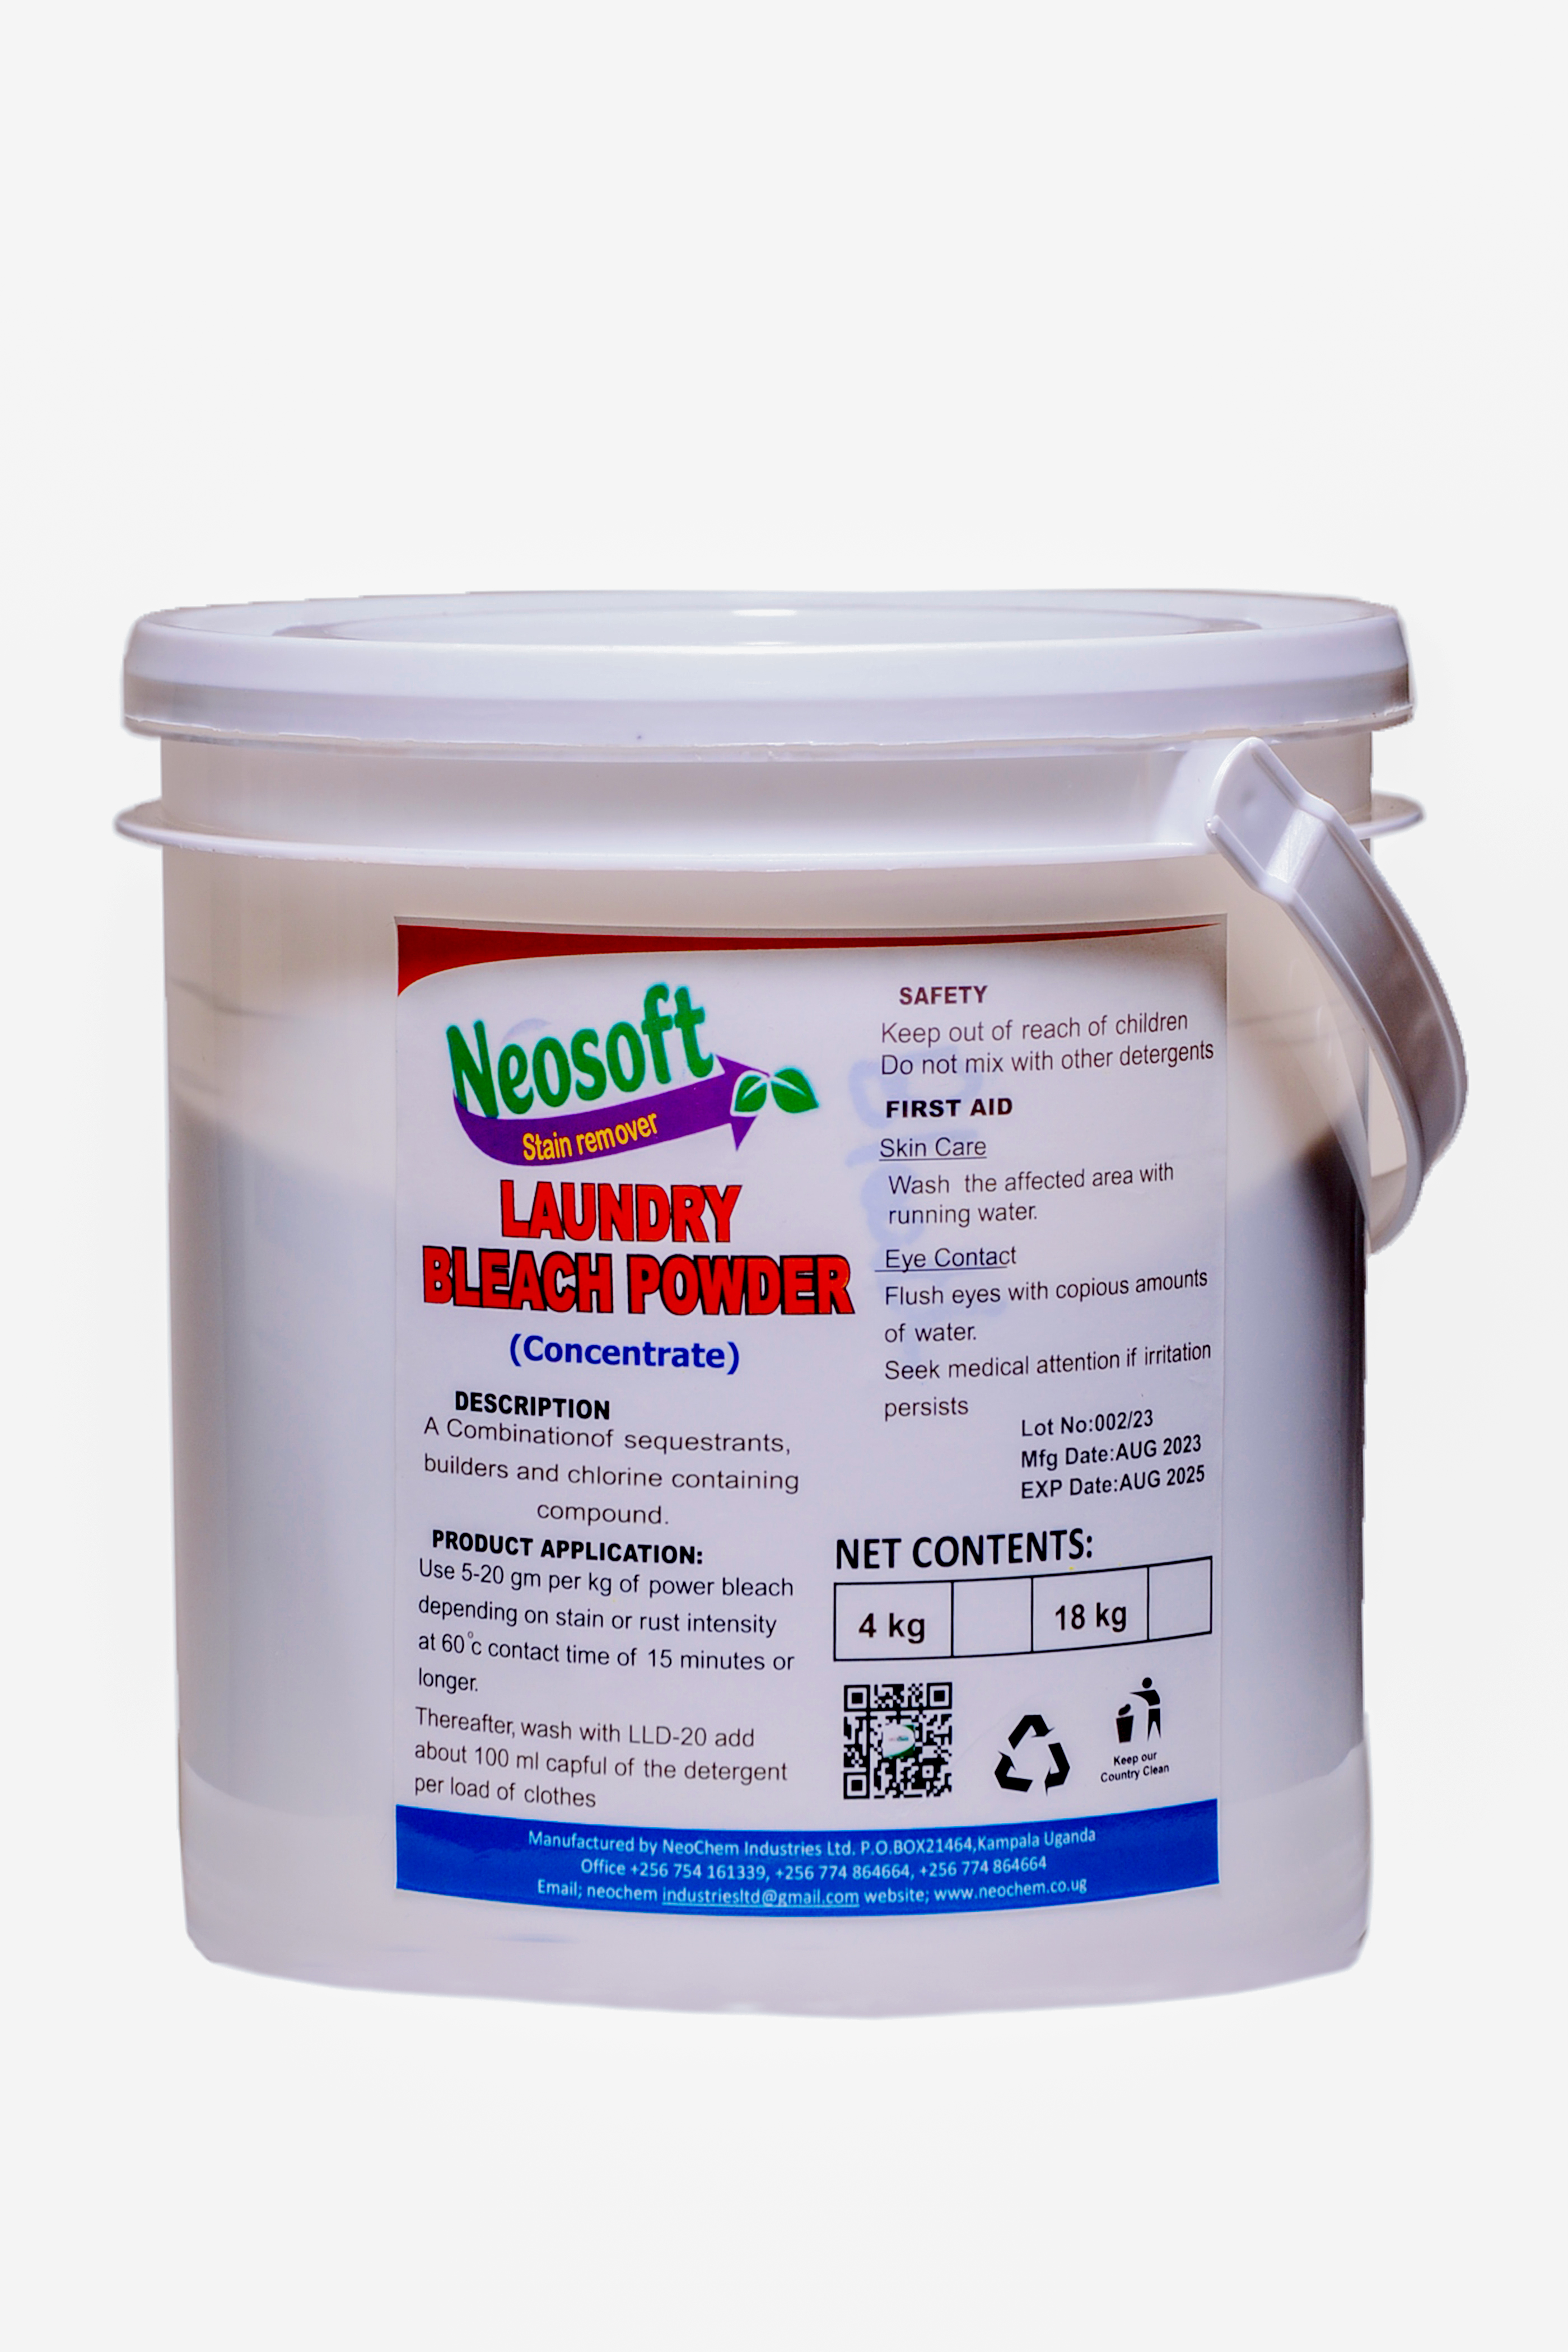 Neosoft
Stain remover
LAUNDRY
BLEACH POWDER
(Concentrate)
DESCRIPTION
A Combinationof sequestrants,
builders and chlorine containing
compound.
PRODUCT APPLICATION:
Use 5-20 gm per kg of power bleach
depending on stain or rust intensity
at 60°c contact time of 15 minutes or
longer.
Thereafter, wash with LLD-20 add
about 100 ml capful of the detergent
per load of clothes
SAFETY
Keep out of reach of children
Do not mix with other detergents
FIRST AID
Skin Care
Wash the affected area with
running water.
Eye Contact
Flush eyes with copious amounts
of water.
Seek medical attention if irritation
persists
Lot No:002/23
Mfg Date:AUG 2023
EXP Date:AUG 2025
NET CONTENTS:
4 kg 18 kg
Keep our
Country Clean
Manufactured by NeoChem Industries Ltd. P.O.BOX21464,Kampala Uganda
Office +256 754 161339, +256 774 864664, +256 774 864664
Email; neochem industriesltd@gmail.com website; www.neochem.co.ug